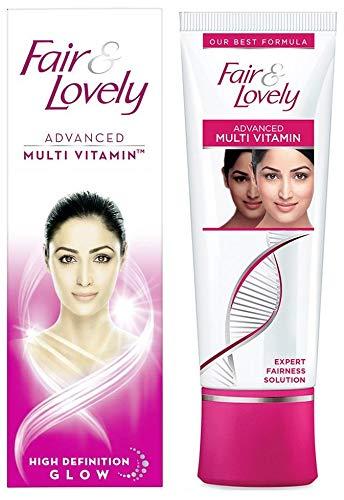 Fair &
Lovely
ADVANCED
MULTI VITAMIN™
HIGH DEFINITION
GLOW
OUR BEST FORMULA
Fair &
Lovely
ADVANCED
MULTI VITAMIN
EXPERT
FAIRNESS
SOLUTION